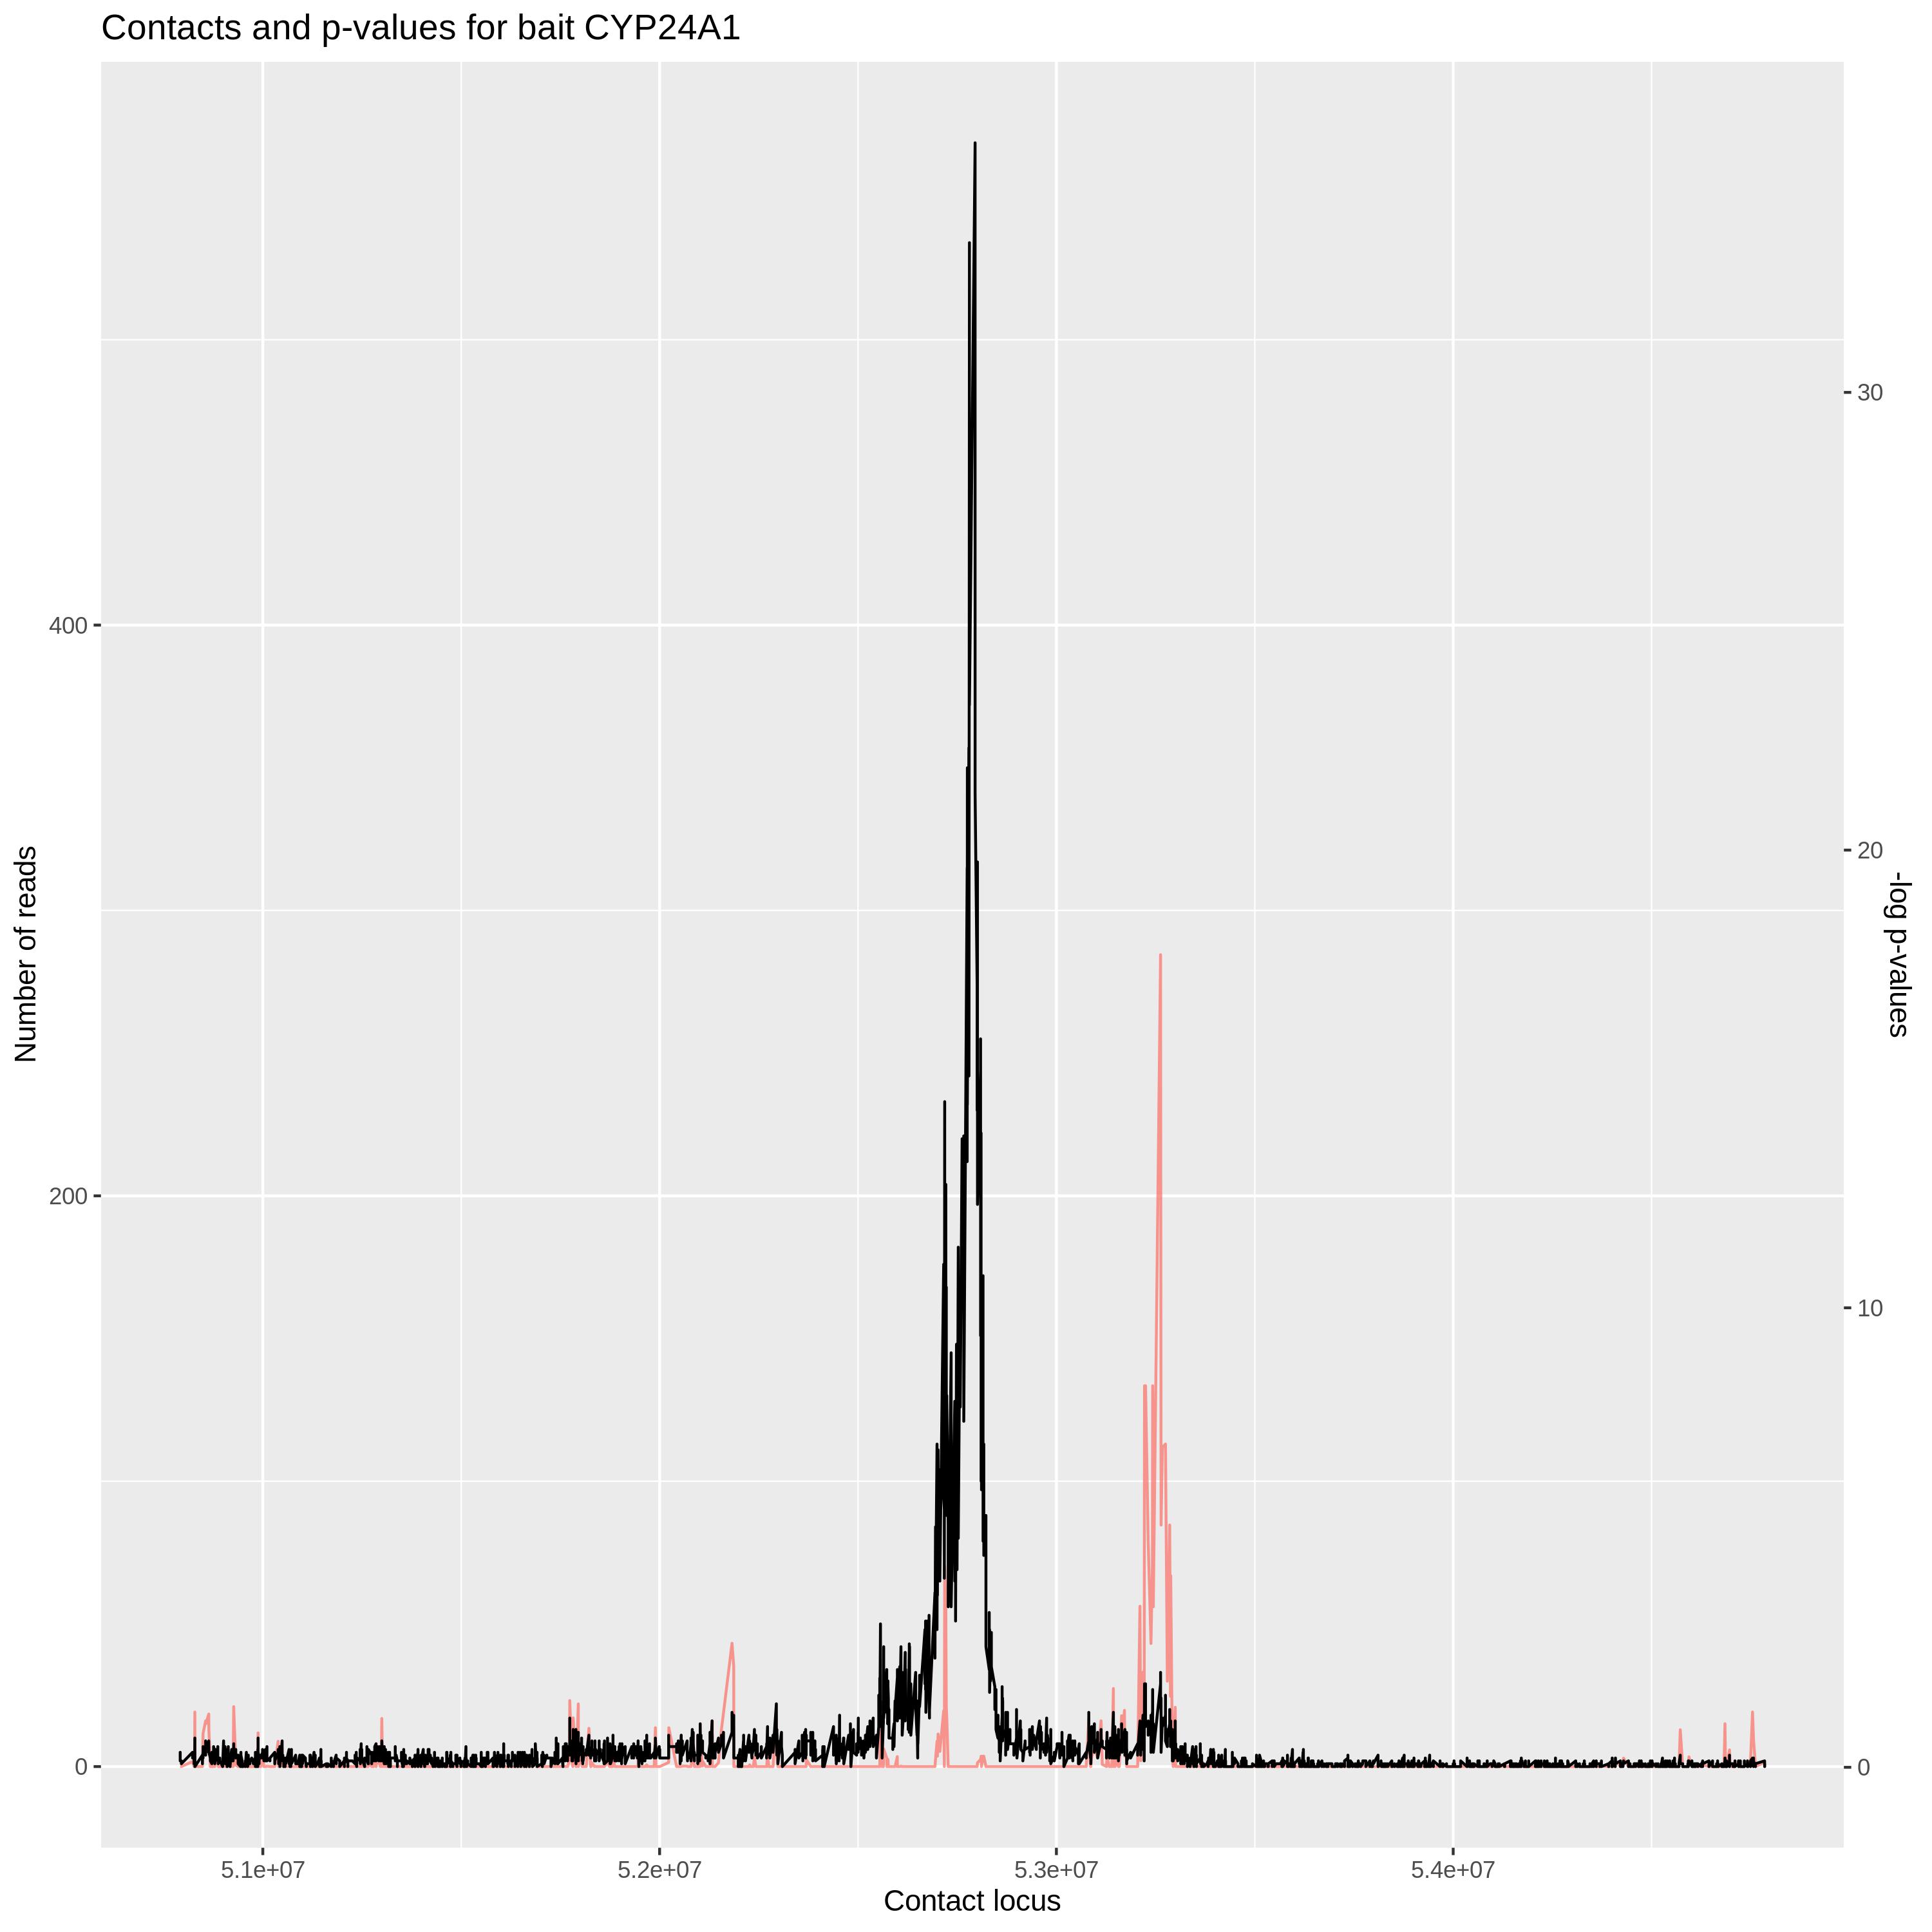 Contacts and p-values for bait CYP24A1
Number of reads
400
200
0
30
20
10
0
-log p-values
5.1e+07
5.2e+07
5.3e+07
5.4e+07
Contact locus